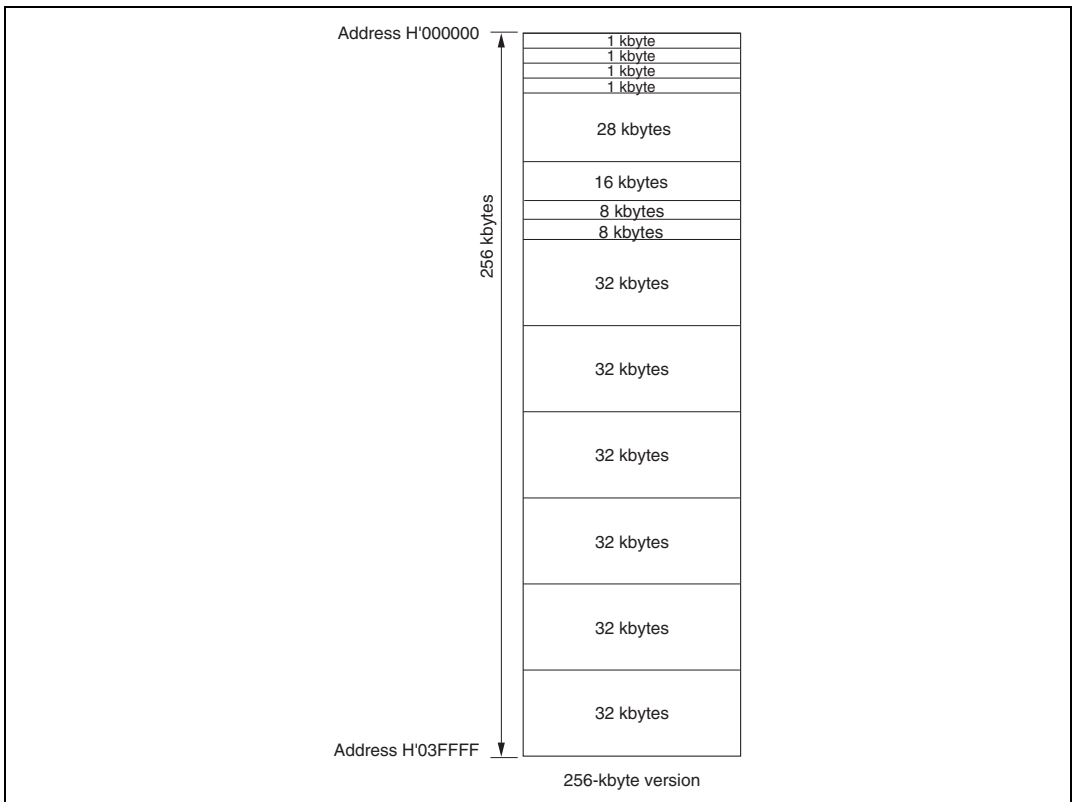 Address H'000000
1 kbyte
1 kbyte
1 kbyte
1 kbyte
28 kbytes
16 kbytes
8 kbytes
8 kbytes
256 kbytes
32 kbytes
32 kbytes
32 kbytes
32 kbytes
32 kbytes
32 kbytes
Address H'03FFFF
256-kbyte version